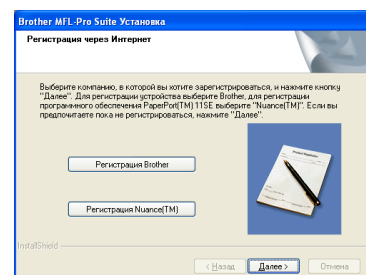 Brother MFL-Pro Suite Установка
Регистрация через Интернет
Выберите компанию, в которой вы хотите зарегистрироваться, и нажмите кнопку
"Далее". Для регистрации устройства выберите Brother, для регистрации
программного обеспечения PaperPort(TM) 11SE выберите "Nuance(TM)". Если вы
предпочитаете пока не регистрироваться, нажмите "Далее".
Регистрация Brother
Регистрация Nuance(TM)
InstallShield
< Назад
Далее >
Отмена